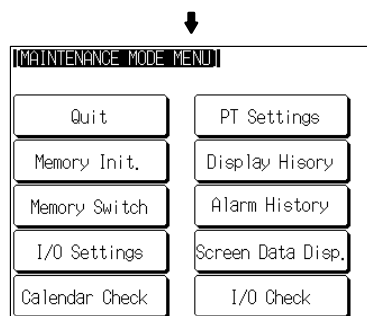 [MAINTENANCE MODE MENU]
Quit
PT Settings
Memory Init.
Display Hisory
Memory Switch
Alarm History
I/O Settings
Screen Data Disp.
Calendar Check
I/O Check